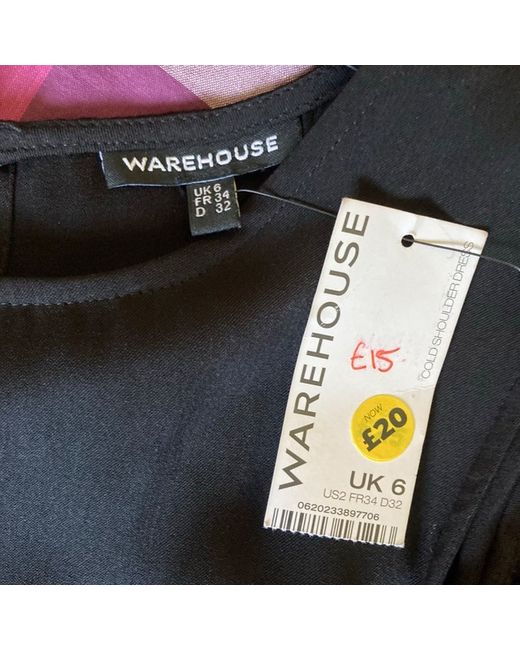 WAREHOUSE
UK 6
FR 34
D 32
WAREHOUSE
COLD SHOULDER DRESS
£15
NOW
£20
UK 6
US2 FR34 D32
0620233897706